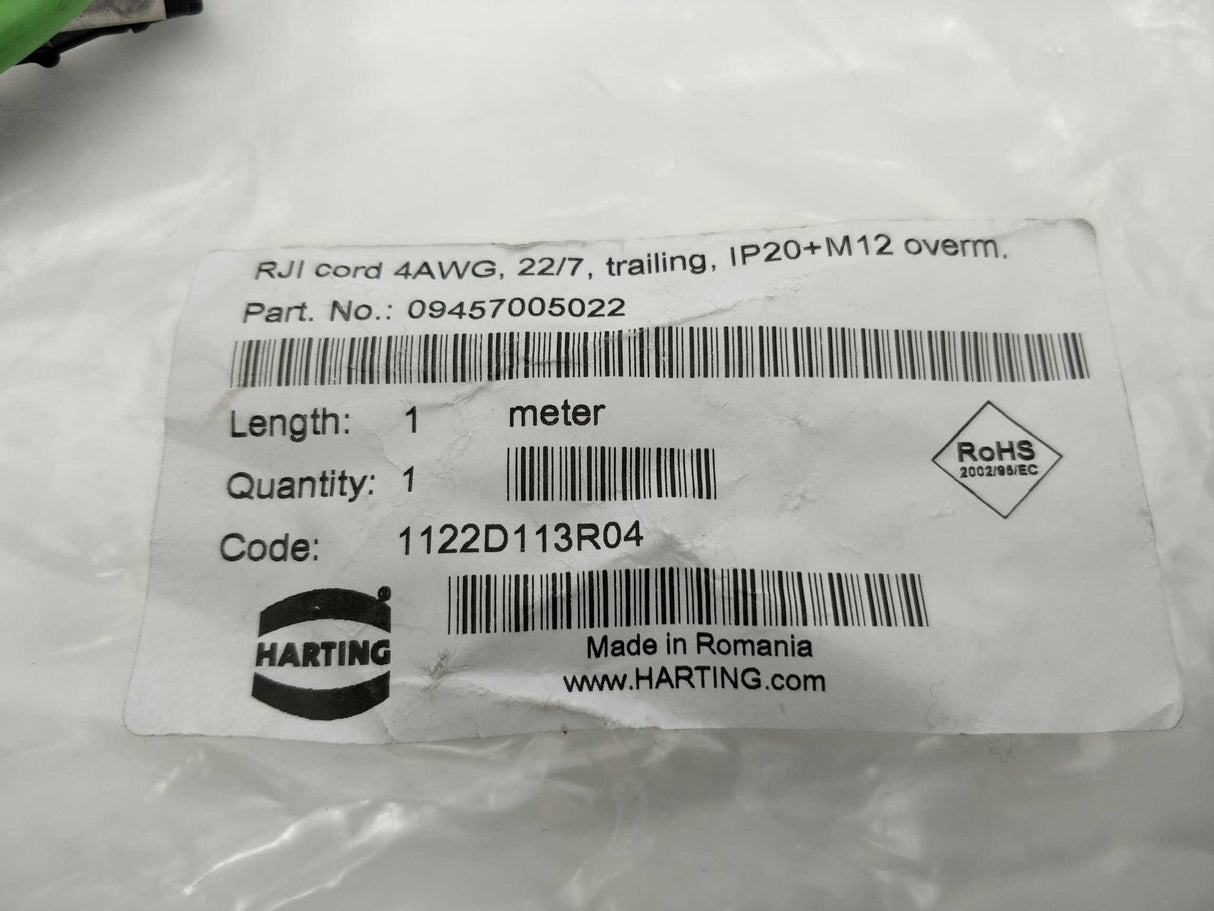 RJI cord 4AWG, 22/7, trailing, IP20+M12 overm.
Part. No.: 09457005022
Length: 1 meter
Quantity: 1
RoHS
2002/95/EC
Code: 1122D113R04
HARTING
Made in Romania
www.HARTING.com